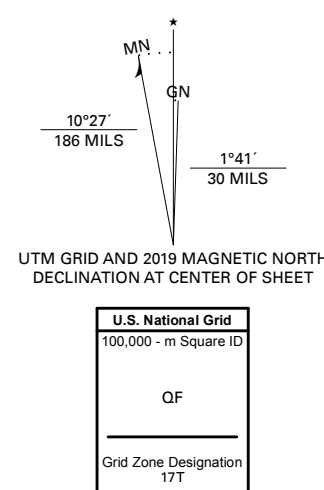 ★
MN
GN
10°27´
186 MILS
1°41´
30 MILS
UTM GRID AND 2019 MAGNETIC NORTH
DECLINATION AT CENTER OF SHEET
U.S. National Grid
100,000 - m Square ID
QF
Grid Zone Designation
17T